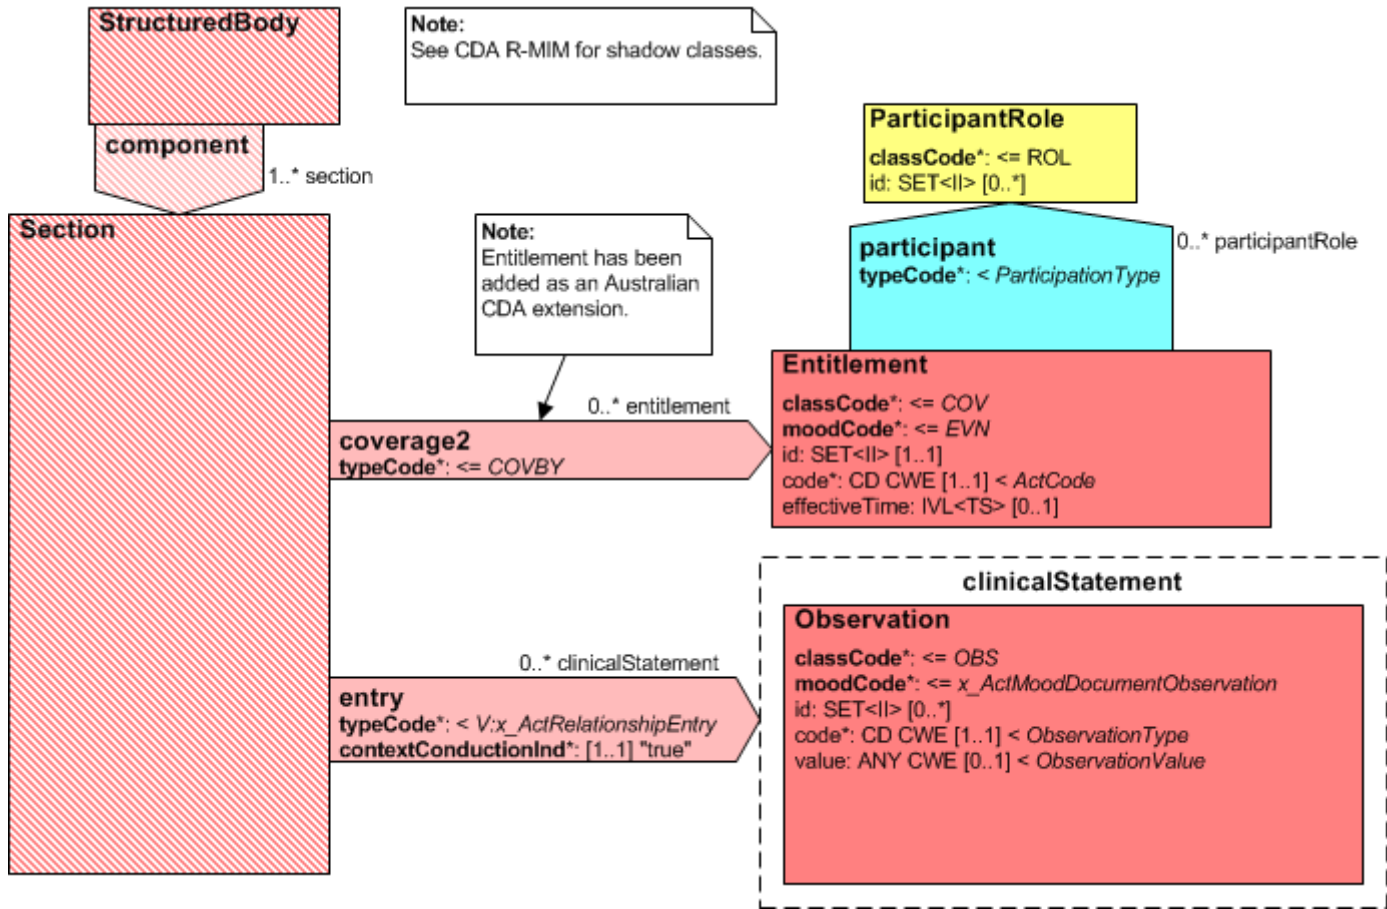 StructuredBody
Note:
See CDA R-MIM for shadow classes.
component
1..* section
ParticipantRole
classCode*: <= ROL
id: SET<II> [0..*]
Section
Note:
Entitlement has been
added as an Australian
CDA extension.
participant
typeCode*: < ParticipationType
0..* participantRole
Entitlement
classCode*: <= COV
moodCode*: <= EVN
id: SET<II> [1..1]
code*: CD CWE [1..1] < ActCode
effectiveTime: IVL<TS> [0..1]
0..* entitlement
coverage2
typeCode*: <= COVBY
clinicalStatement
Observation
classCode*: <= OBS
moodCode*: <= x_ActMoodDocumentObservation
id: SET<II> [0..*]
code*: CD CWE [1..1] < ObservationType
value: ANY CWE [0..1] < ObservationValue
0..* clinicalStatement
entry
typeCode*: < V:x_ActRelationshipEntry
contextConductionInd*: [1..1] "true"